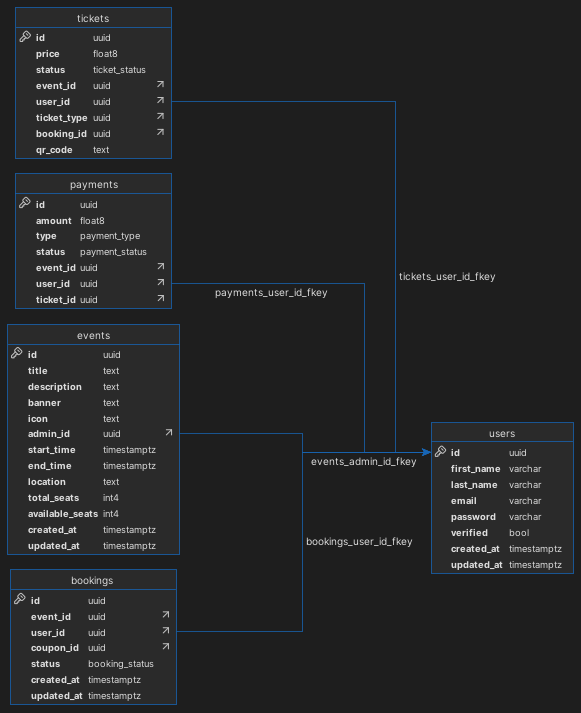 tickets
id uuid
price float8
status ticket_status
event_id uuid
user_id uuid
ticket_type uuid
booking_id uuid
qr_code text
payments
id uuid
amount float8
type payment_type
status payment_status
event_id uuid
user_id uuid
ticket_id uuid
tickets_user_id_fkey
payments_user_id_fkey
events
id uuid
title text
description text
banner text
icon text
admin_id uuid
start_time timestamptz
end_time timestamptz
location text
total_seats int4
available_seats int4
created_at timestamptz
updated_at timestamptz
events_admin_id_fkey
bookings_user_id_fkey
users
id uuid
first_name varchar
last_name varchar
email varchar
password varchar
verified bool
created_at timestamptz
updated_at timestamptz
bookings
id uuid
event_id uuid
user_id uuid
coupon_id uuid
status booking_status
created_at timestamptz
updated_at timestamptz